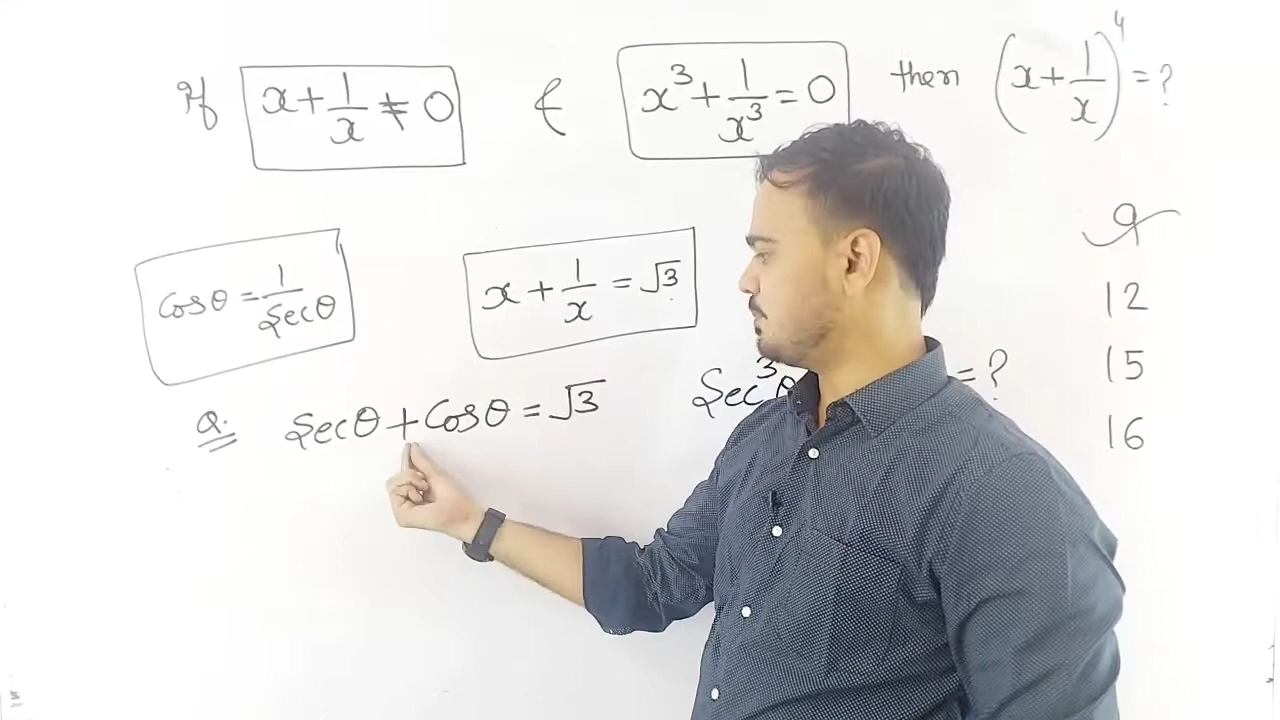 If x + 1/x ≠ 0 & x³ + 1/x³ = 0 then (x + 1/x)⁴ = ?
9
12
15
16
cosθ = 1/Secθ
x + 1/x = √3
Q. Secθ + Cosθ = √3 Sec³θ = ?